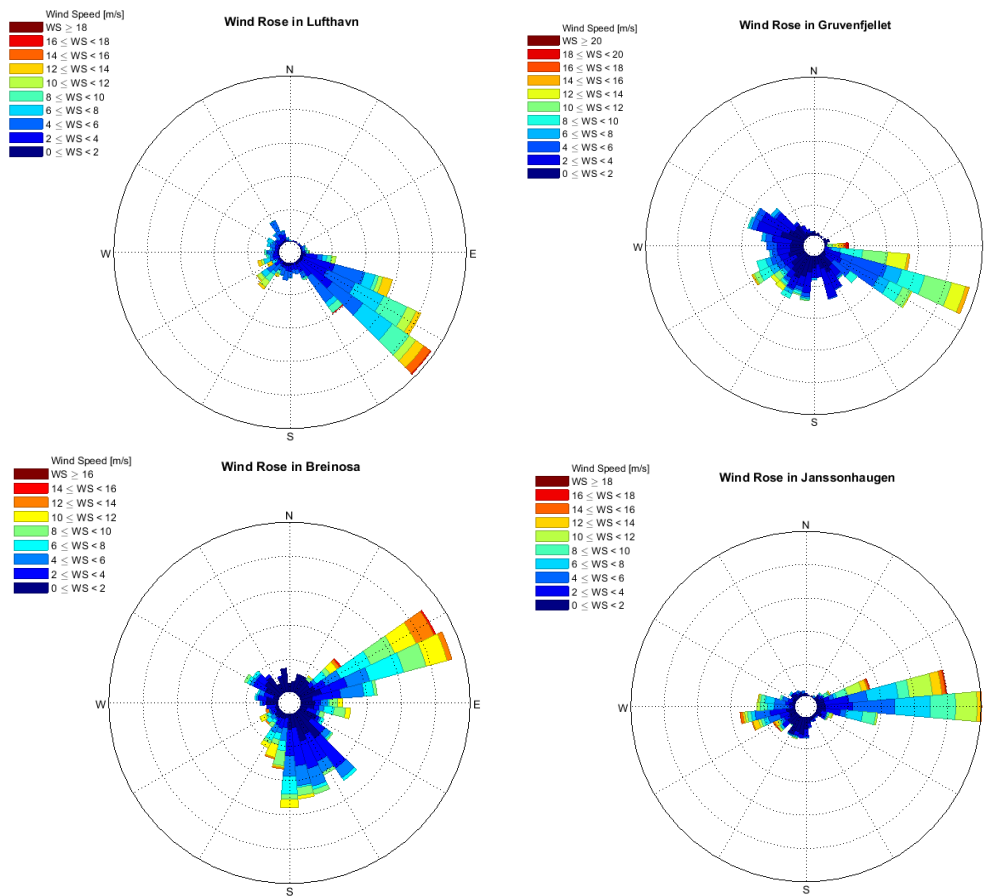 Wind Speed [m/s]
WS ≥ 18
16 ≤ WS < 18
14 ≤ WS < 16
12 ≤ WS < 14
10 ≤ WS < 12
8 ≤ WS < 10
6 ≤ WS < 8
4 ≤ WS < 6
2 ≤ WS < 4
0 ≤ WS < 2
Wind Rose in Lufthavn
N
W
E
S
Wind Speed [m/s]
WS ≥ 20
18 ≤ WS < 20
16 ≤ WS < 18
14 ≤ WS < 16
12 ≤ WS < 14
10 ≤ WS < 12
8 ≤ WS < 10
6 ≤ WS < 8
4 ≤ WS < 6
2 ≤ WS < 4
0 ≤ WS < 2
Wind Rose in Gruvenfjellet
N
W
E
S
Wind Speed [m/s]
WS ≥ 16
14 ≤ WS < 16
12 ≤ WS < 14
10 ≤ WS < 12
8 ≤ WS < 10
6 ≤ WS < 8
4 ≤ WS < 6
2 ≤ WS < 4
0 ≤ WS < 2
Wind Rose in Breinosa
N
W
E
S
Wind Speed [m/s]
WS ≥ 18
16 ≤ WS < 18
14 ≤ WS < 16
12 ≤ WS < 14
10 ≤ WS < 12
8 ≤ WS < 10
6 ≤ WS < 8
4 ≤ WS < 6
2 ≤ WS < 4
0 ≤ WS < 2
Wind Rose in Janssonhaugen
N
W
E
S